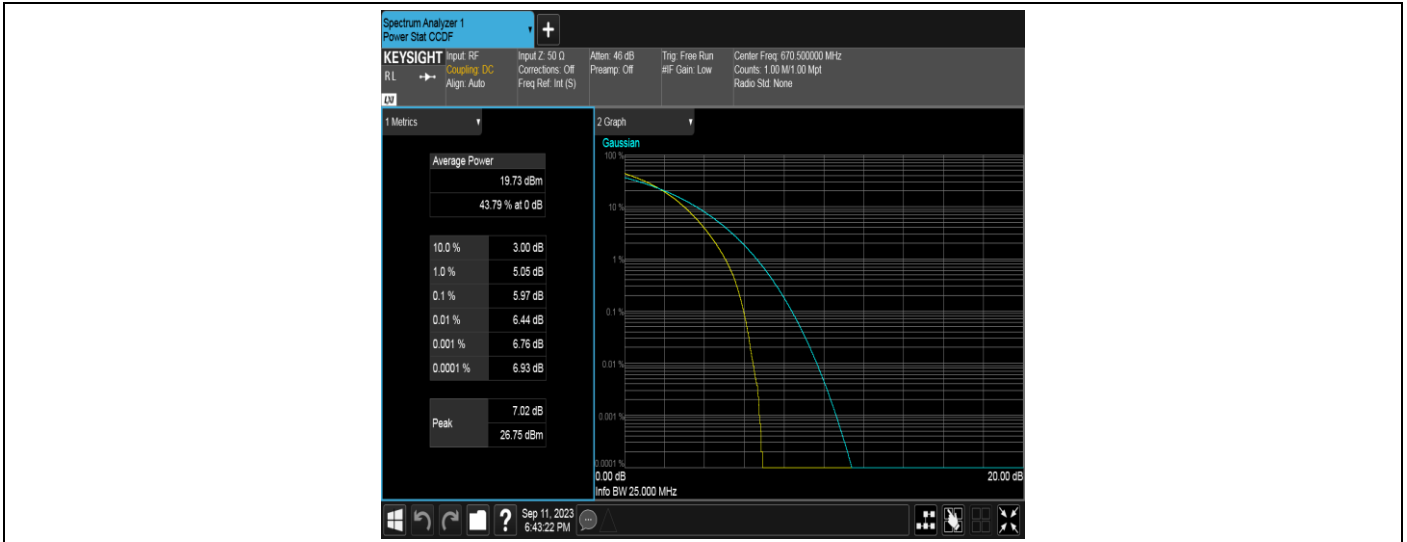 Spectrum Analyzer 1
Power Stat CCDF
+
KEYSIGHT Input: RF Input Z: 50 Ω Atten: 46 dB Trig: Free Run Center Freq: 670.500000 MHz
RL Coupling: DC Corrections: Off Preamp: Off #IF Gain: Low Counts: 1.00 M/1.00 Mpt
Align: Auto Freq Ref: Int (S) Radio Std: None
LXI
1 Metrics
Average Power
19.73 dBm
43.79 % at 0 dB
10.0 % 3.00 dB
1.0 % 5.05 dB
0.1 % 5.97 dB
0.01 % 6.44 dB
0.001 % 6.76 dB
0.0001 % 6.93 dB
Peak 7.02 dB
26.75 dBm
2 Graph
Gaussian
100 %
10 %
1 %
0.1 %
0.01 %
0.001 %
0.0001 %
0.00 dB 20.00 dB
Info BW 25.000 MHz
? Sep 11, 2023
6:43:22 PM